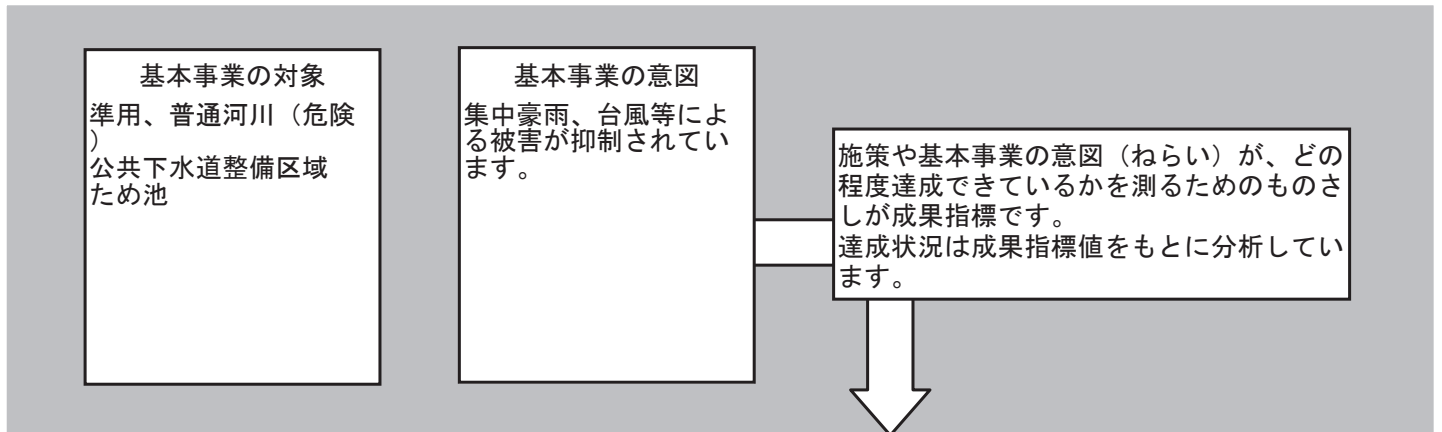 基本事業の対象
準用、普通河川（危険
）
公共下水道整備区域
ため池
基本事業の意図
集中豪雨、台風等によ
る被害が抑制されてい
ます。
施策や基本事業の意図（ねらい）が、どの
程度達成できているかを測るためのものさ
しが成果指標です。
達成状況は成果指標値をもとに分析してい
ます。